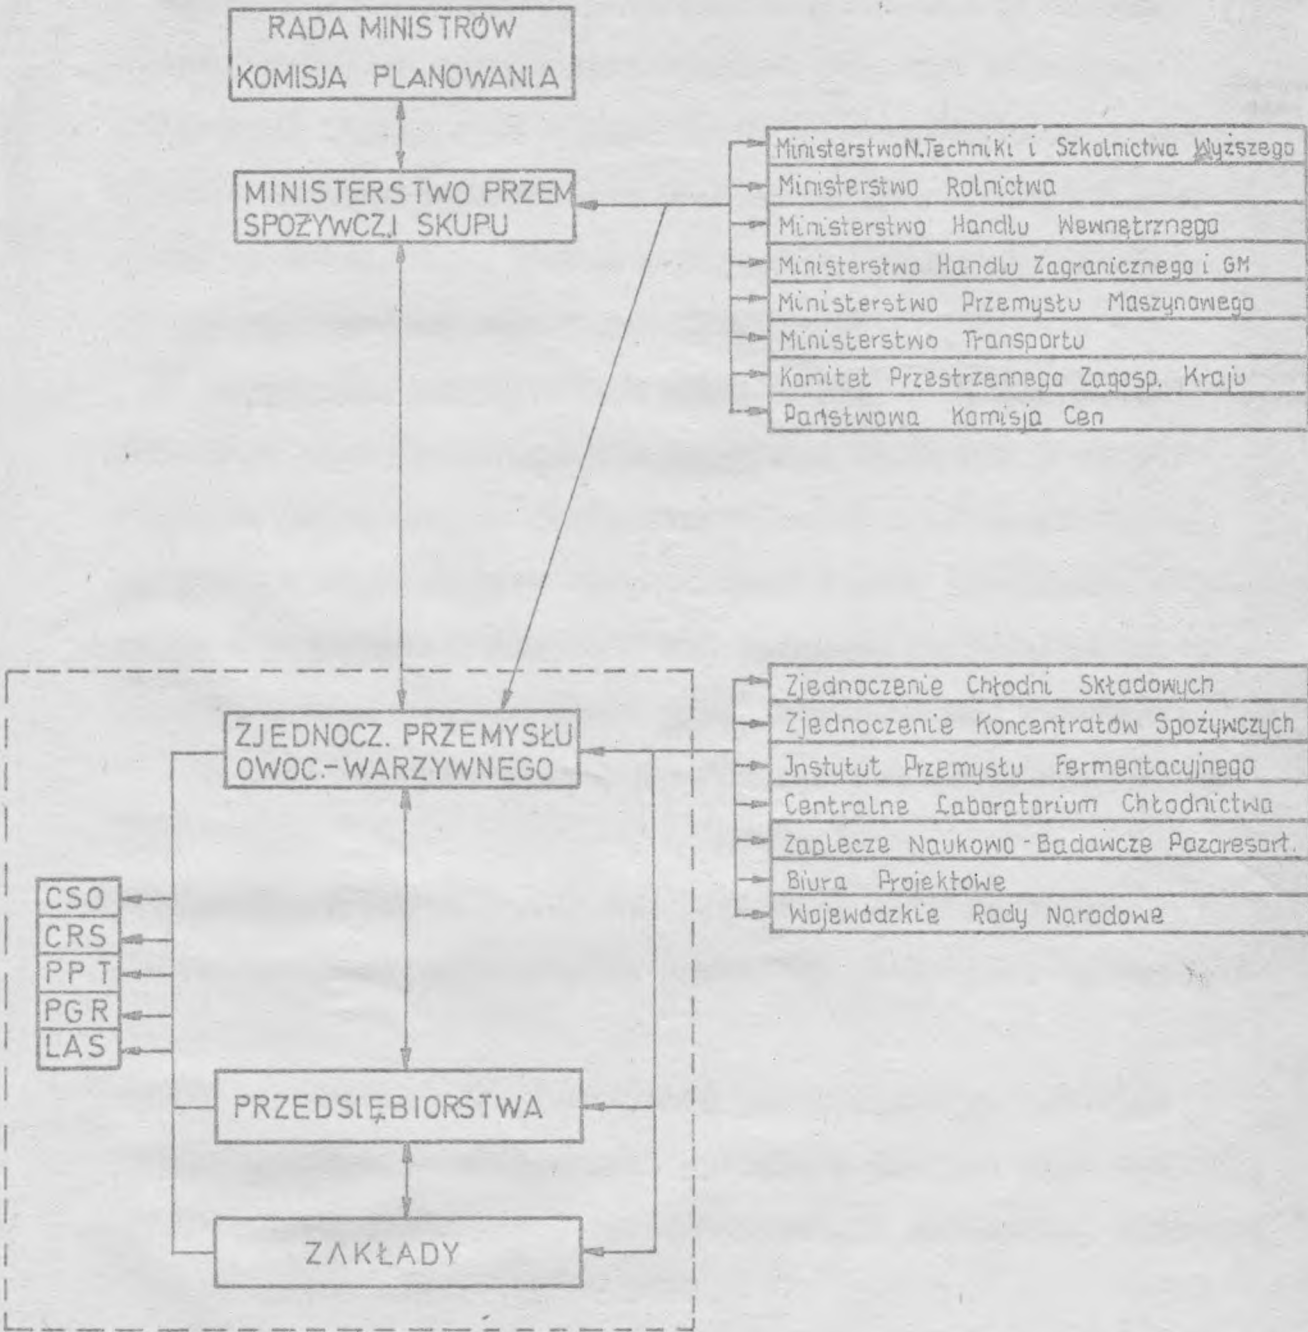 RADA MINISTRÓW
KOMISJA PLANOWANIA
MINISTERSTWO PRZEM
SPOŻYWCZ.I SKUPU
Ministerstwo N.Techniki i Szkolnictwa Wyższego
Ministerstwo Rolnictwa
Ministerstwo Handlu Wewnętrznego
Ministerstwo Handlu Zagranicznego i GM
Ministerstwo Przemysłu Maszynowego
Ministerstwo Transportu
Komitet Przestrzennego Zagosp. Kraju
Państwowa Komisja Cen
ZJEDNOCZ. PRZEMYSŁU
OWOC.-WARZYWNEGO
Zjednoczenie Chłodni Składowych
Zjednoczenie Koncentratów Spożywczych
Instytut Przemysłu Fermentacyjnego
Centralne Laboratorium Chłodnictwa
Zaplecze Naukowo-Badawcze Pozaresort.
Biura Projektowe
Wojewódzkie Rady Narodowe
CSO
CRS
PPT
PGR
LAS
PRZEDSIĘBIORSTWA
ZAKŁADY